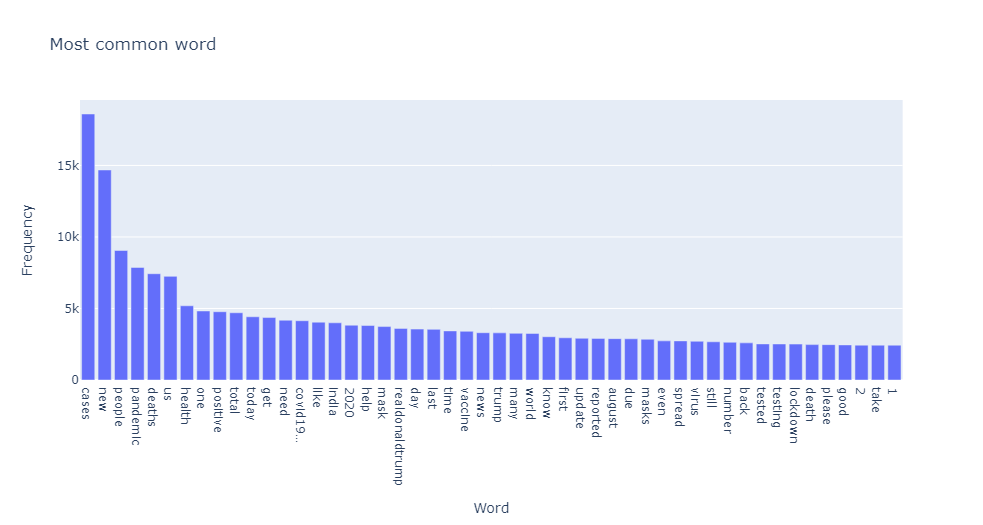 Most common word
Frequency
15k
10k
5k
0
cases
new
people
pandemic
deaths
us
health
one
positive
total
today
get
need
covid19…
like
india
2020
help
mask
realdonaldtrump
day
last
time
vaccine
news
trump
many
world
know
first
update
reported
august
due
masks
even
spread
virus
still
number
back
tested
testing
lockdown
death
please
good
2
take
1
Word